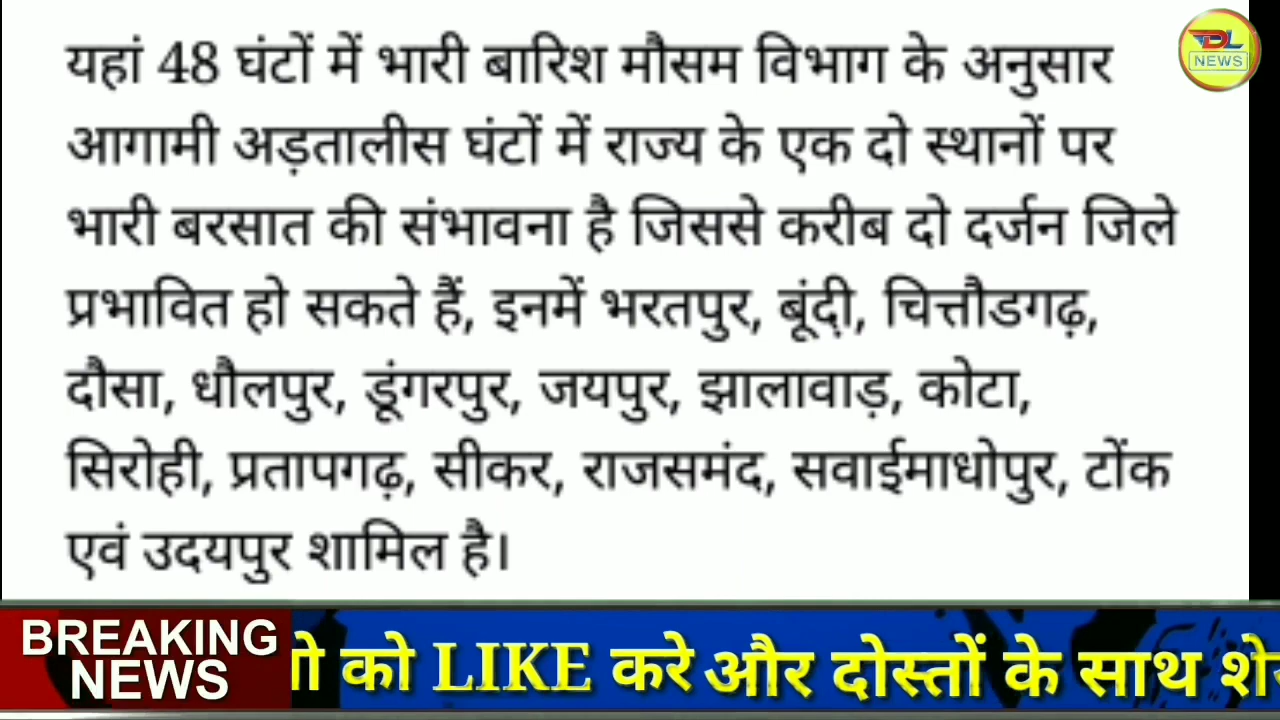 यहां 48 घंटों में भारी बारिश मौसम विभाग के अनुसार
आगामी अड़तालीस घंटों में राज्य के एक दो स्थानों पर
भारी बरसात की संभावना है जिससे करीब दो दर्जन जिले
प्रभावित हो सकते हैं, इनमें भरतपुर, बूंद़ी, चित्तौडगढ़,
दौसा, धौलपुर, डूंगरपुर, जयपुर, झालावाड़, कोटा,
सिरोही, प्रतापगढ़, सीकर, राजसमंद, सवाईमाधोपुर, टोंक
एवं उदयपुर शामिल है।
DL
NEWS
BREAKING
NEWS
को LIKE करे और दोस्तों के साथ